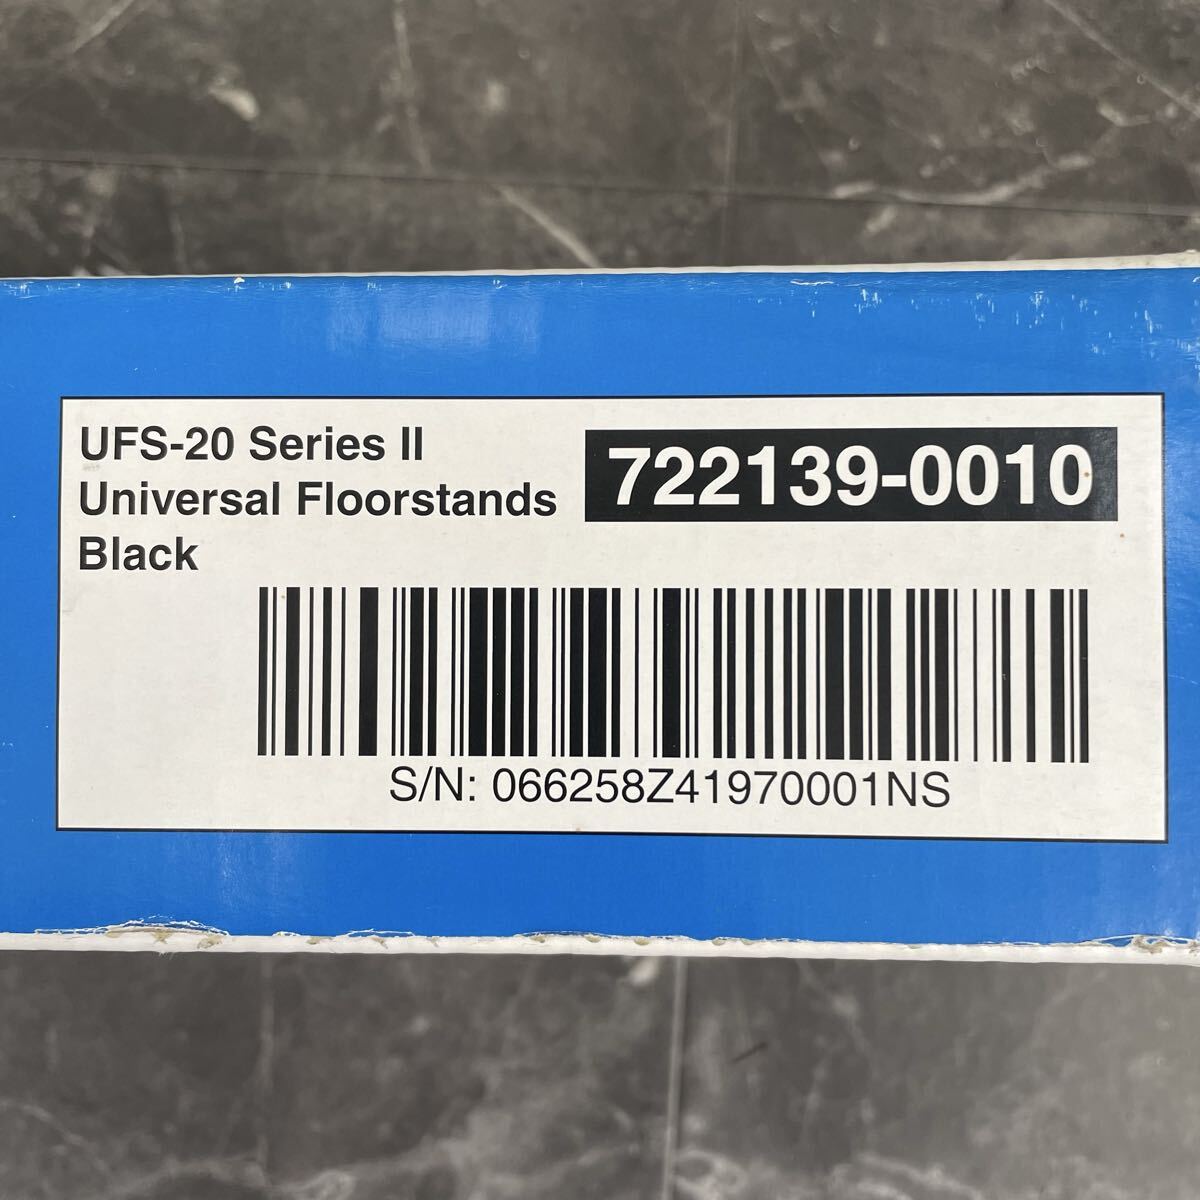 UFS-20 Series II
Universal Floorstands
Black
722139-0010
S/N: 066258Z41970001NS